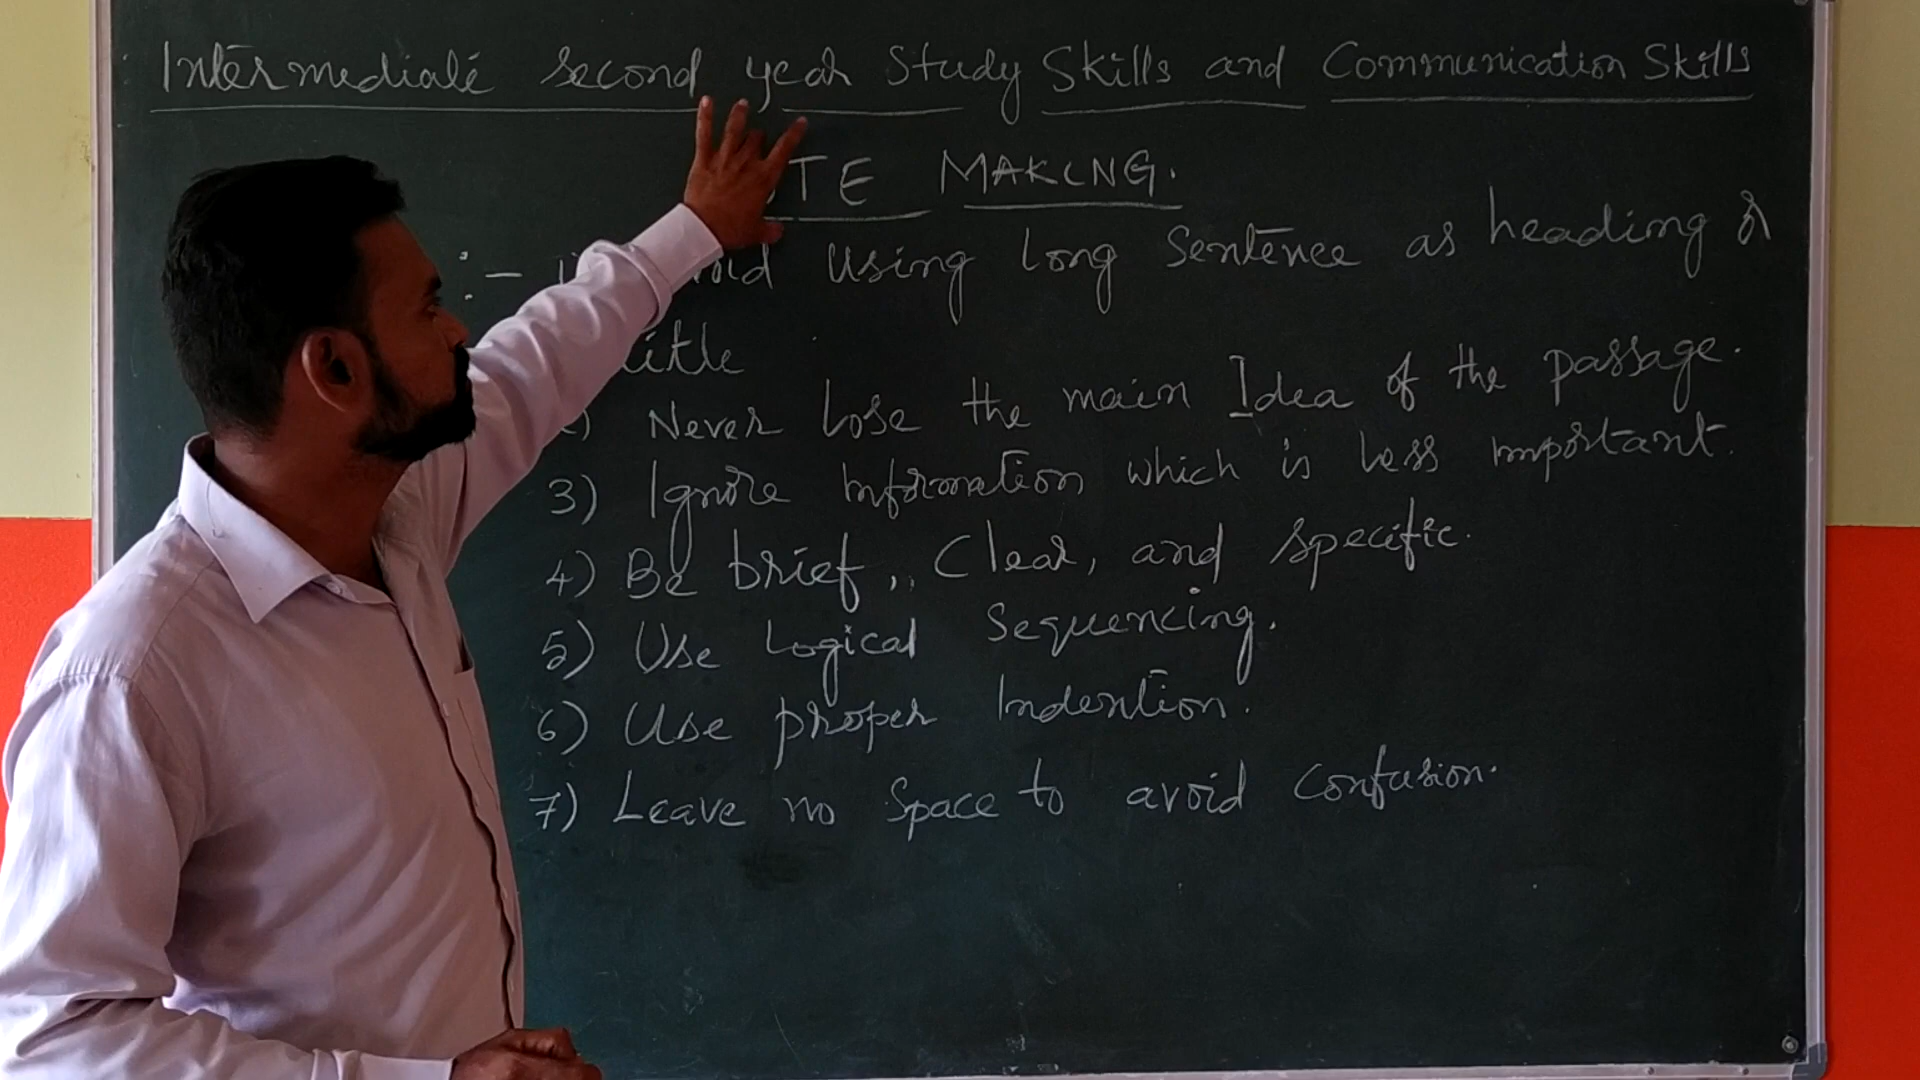 Intermediate Second year Study Skills and Communication Skills
TE MAKING.
:- using long Sentence as heading or
title
Never lose the main Idea of the passage.
3) Ignore Information which is less important.
4) Be brief, Clear, and specific.
5) Use Logical Sequencing.
6) Use proper Indention.
7) Leave no Space to avoid confusion.